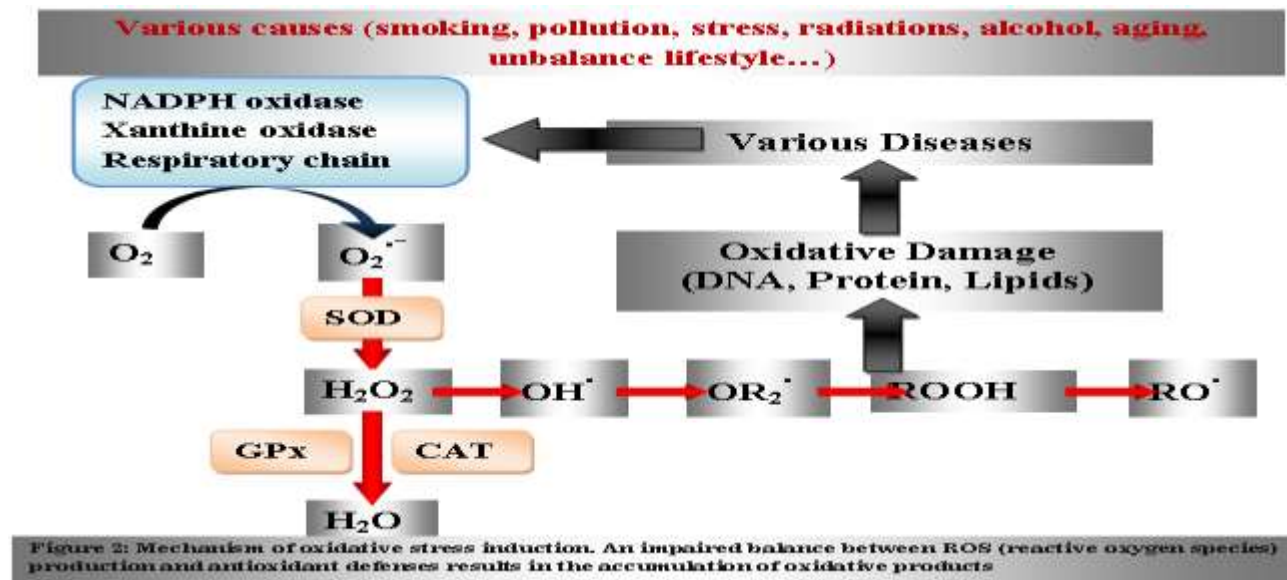 Various causes (smoking, pollution, stress, radiations, alcohol, aging,
unbalance lifestyle...)
NADPH oxidase
Xanthine oxidase
Respiratory chain
Various Diseases
O₂
O₂˙⁻
Oxidative Damage
(DNA, Protein, Lipids)
SOD
H₂O₂
OH˙
OR₂˙
ROOH
RO˙
GPx
CAT
H₂O
Figure 2: Mechanism of oxidative stress induction. An impaired balance between ROS (reactive oxygen species)
production and antioxidant defenses results in the accumulation of oxidative products